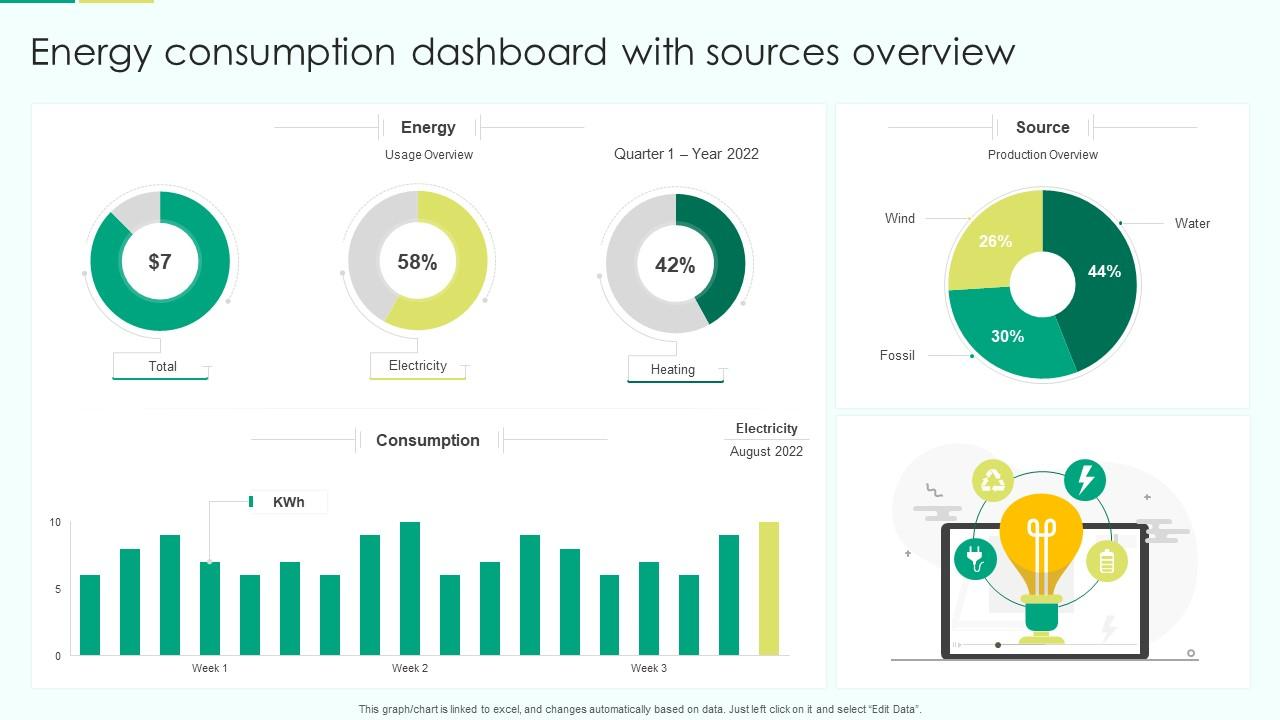 Energy consumption dashboard with sources overview
Energy
Usage Overview
Quarter 1 – Year 2022
$7
58%
42%
Total
Electricity
Heating
Source
Production Overview
Wind
Water
Fossil
26%
44%
30%
Consumption
Electricity
August 2022
KWh
10
5
0
Week 1
Week 2
Week 3
This graph/chart is linked to excel, and changes automatically based on data. Just left click on it and select “Edit Data”.